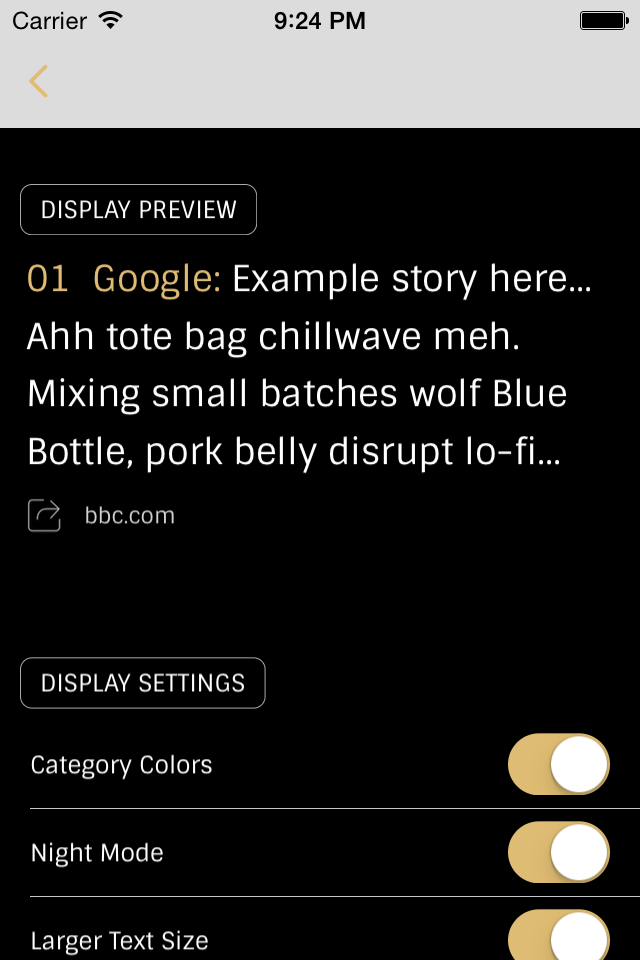 Carrier 9:24 PM
DISPLAY PREVIEW
01 Google: Example story here...
Ahh tote bag chillwave meh.
Mixing small batches wolf Blue
Bottle, pork belly disrupt lo-fi...
bbc.com
DISPLAY SETTINGS
Category Colors
Night Mode
Larger Text Size